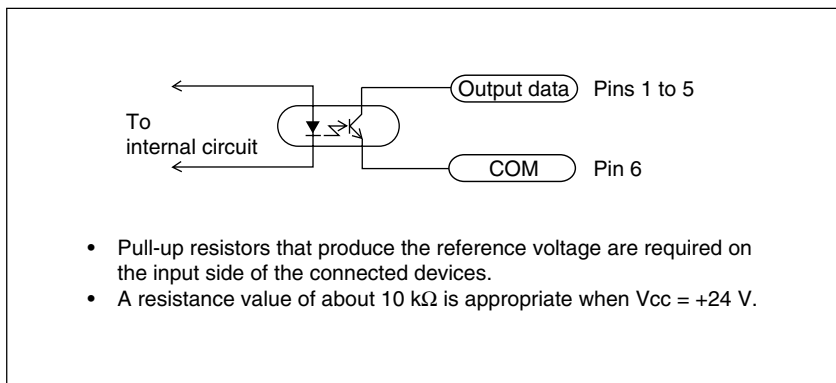 Output data Pins 1 to 5
To
internal circuit
COM Pin 6
• Pull-up resistors that produce the reference voltage are required on
the input side of the connected devices.
• A resistance value of about 10 kΩ is appropriate when Vcc = +24 V.